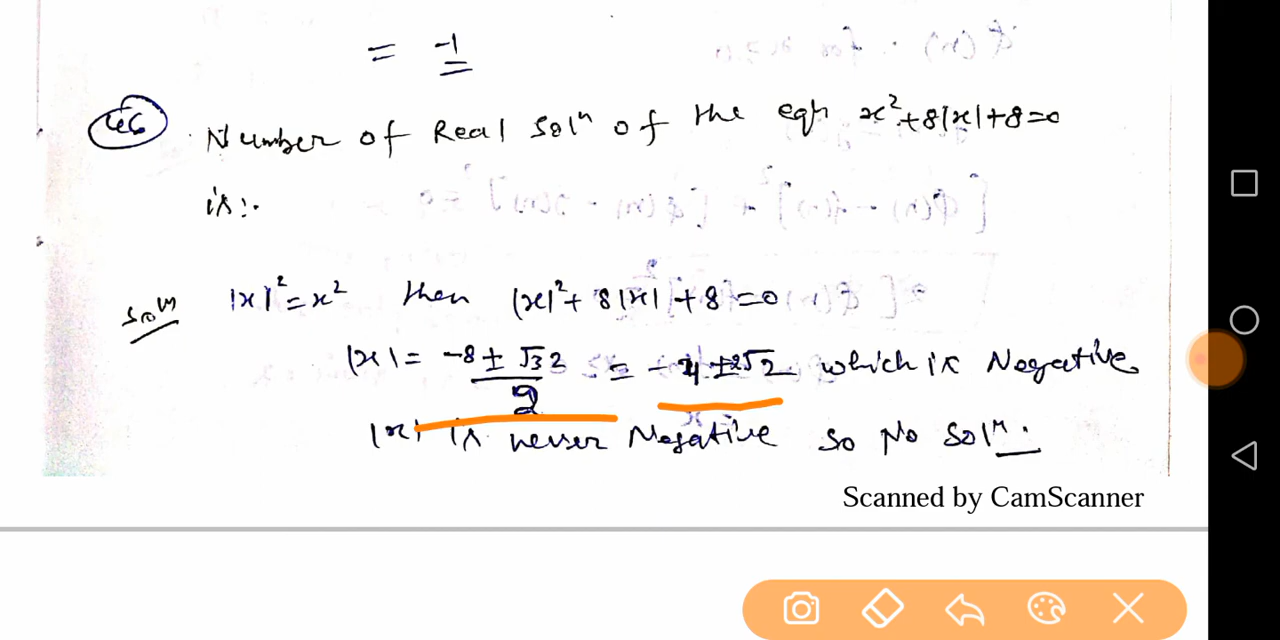 = -1
46 Number of Real Solⁿ of the eqn x²+8|x|+8=0
is:-
Solⁿ |x|²=x² then |x|²+8|x|+8=0
|x| = (-8 ± √32)/2 = -4 ± 2√2 which is Negative
|x| is never Negative so No Solⁿ.
Scanned by CamScanner